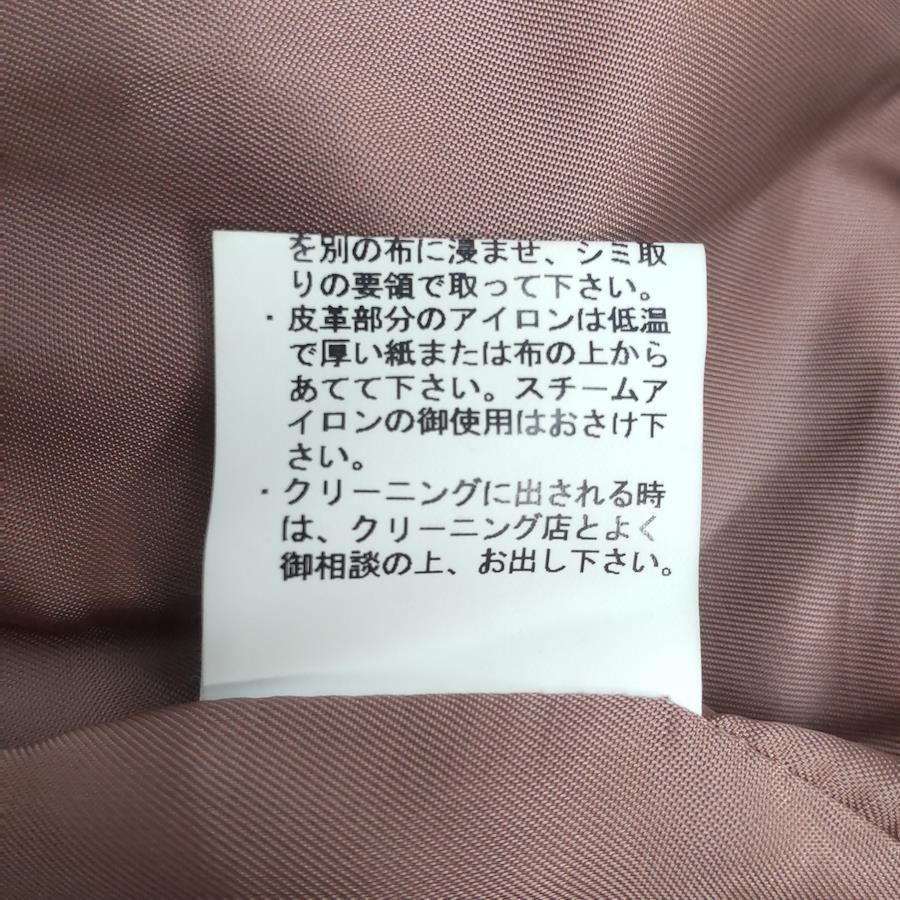 を別の布に浸ませ、シミ取
りの要領で取って下さい。
・皮革部分のアイロンは低温
で厚い紙または布の上から
あてて下さい。スチームア
イロンの御使用はおさけ下
さい。
・クリーニングに出される時
は、クリーニング店とよく
御相談の上、お出し下さい。